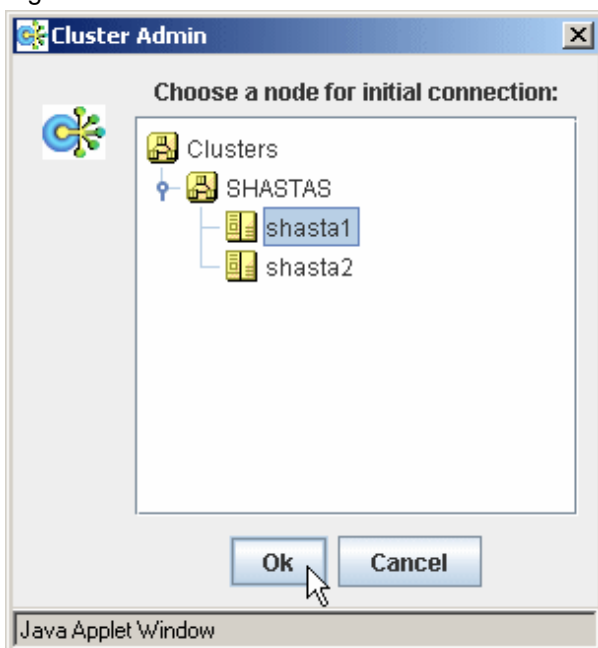 Cluster Admin
Choose a node for initial connection:
Clusters
SHASTAS
shasta1
shasta2
Ok
Cancel
Java Applet Window